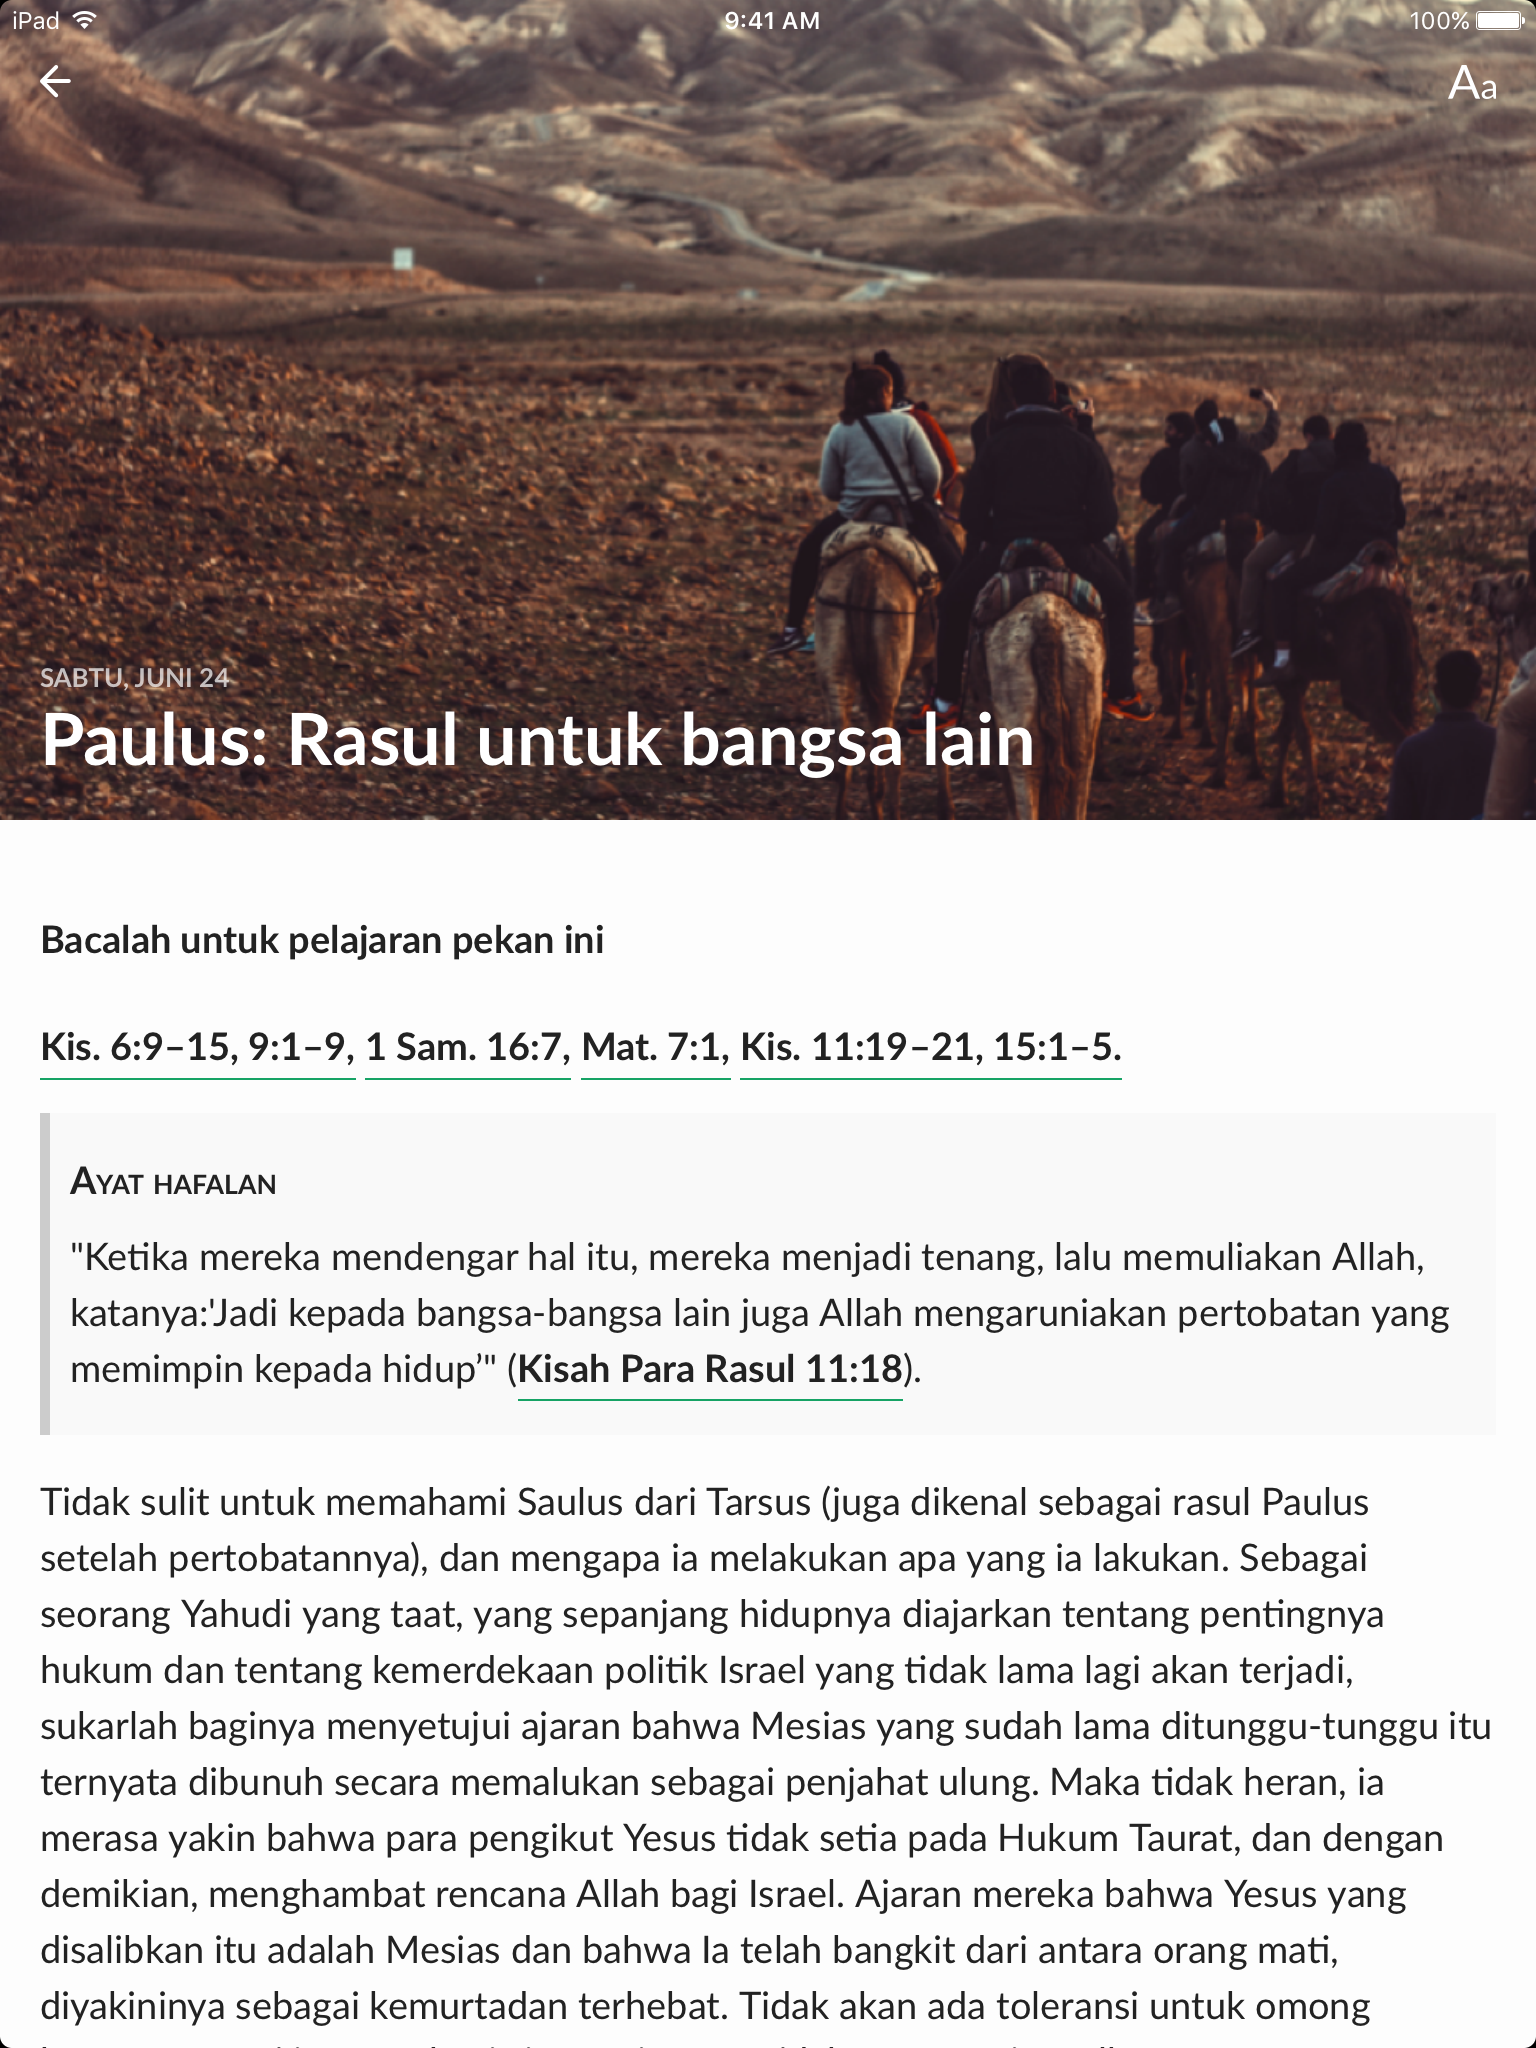 iPad 9:41 AM 100%
Aa
SABTU, JUNI 24
Paulus: Rasul untuk bangsa lain
Bacalah untuk pelajaran pekan ini
Kis. 6:9–15, 9:1–9, 1 Sam. 16:7, Mat. 7:1, Kis. 11:19–21, 15:1–5.
Ayat hafalan
"Ketika mereka mendengar hal itu, mereka menjadi tenang, lalu memuliakan Allah,
katanya:'Jadi kepada bangsa-bangsa lain juga Allah mengaruniakan pertobatan yang
memimpin kepada hidup’" (Kisah Para Rasul 11:18).
Tidak sulit untuk memahami Saulus dari Tarsus (juga dikenal sebagai rasul Paulus
setelah pertobatannya), dan mengapa ia melakukan apa yang ia lakukan. Sebagai
seorang Yahudi yang taat, yang sepanjang hidupnya diajarkan tentang pentingnya
hukum dan tentang kemerdekaan politik Israel yang tidak lama lagi akan terjadi,
sukarlah baginya menyetujui ajaran bahwa Mesias yang sudah lama ditunggu-tunggu itu
ternyata dibunuh secara memalukan sebagai penjahat ulung. Maka tidak heran, ia
merasa yakin bahwa para pengikut Yesus tidak setia pada Hukum Taurat, dan dengan
demikian, menghambat rencana Allah bagi Israel. Ajaran mereka bahwa Yesus yang
disalibkan itu adalah Mesias dan bahwa Ia telah bangkit dari antara orang mati,
diyakininya sebagai kemurtadan terhebat. Tidak akan ada toleransi untuk omong